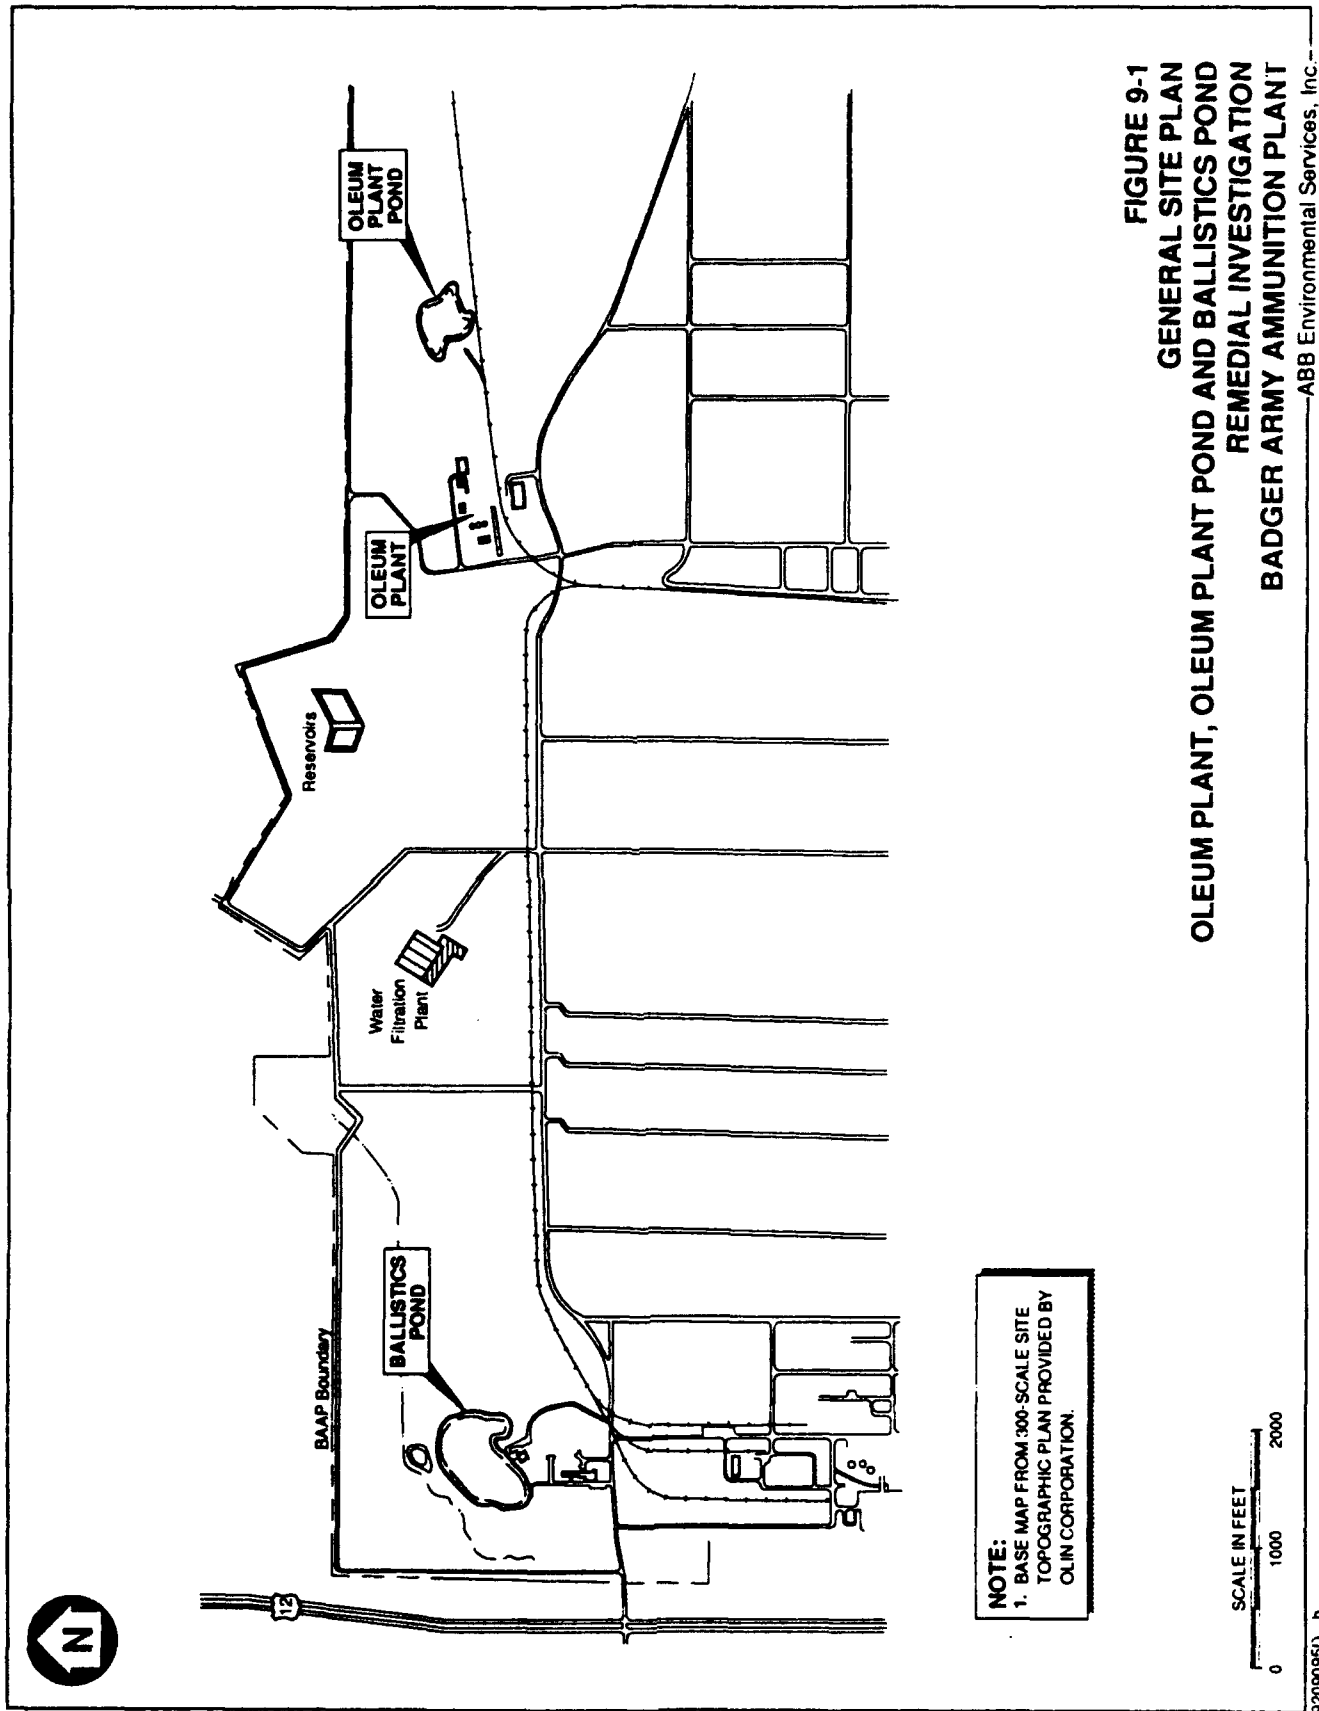 N
12
BAAP Boundary
BALLISTICS
POND
Water
Filtration
Plant
Reservoirs
OLEUM
PLANT
OLEUM
PLANT
POND
NOTE:
1. BASE MAP FROM 300-SCALE SITE
TOPOGRAPHIC PLAN PROVIDED BY
OLIN CORPORATION.
SCALE IN FEET
0 1000 2000
FIGURE 9-1
GENERAL SITE PLAN
OLEUM PLANT, OLEUM PLANT POND AND BALLISTICS POND
REMEDIAL INVESTIGATION
BADGER ARMY AMMUNITION PLANT
ABB Environmental Services, Inc.